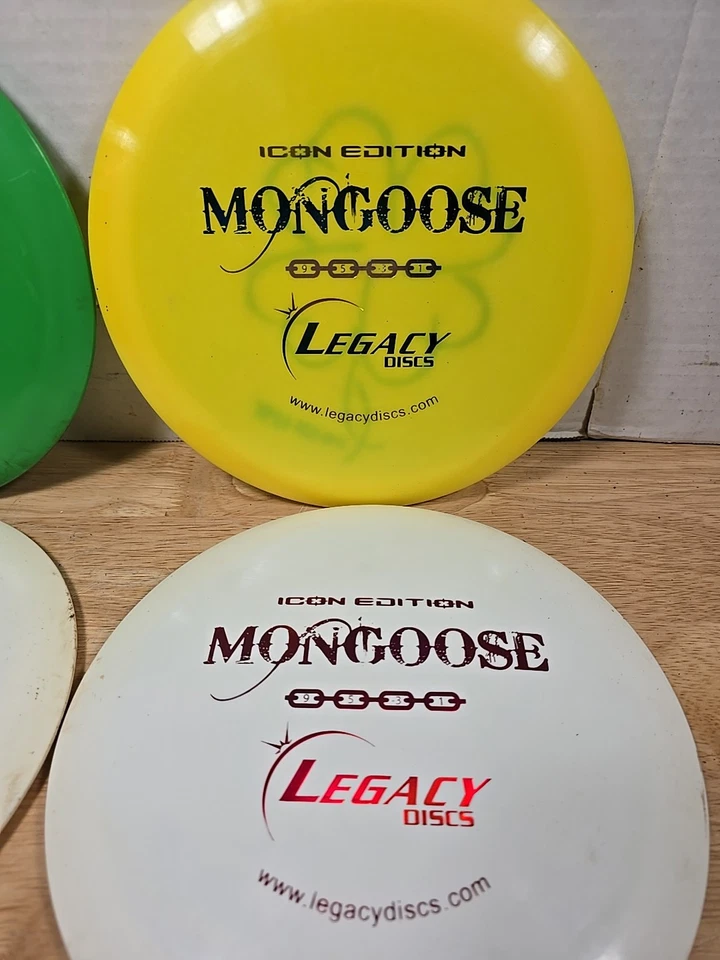 ICON EDITION
MONGOOSE
9 5 -3 1
LEGACY
DISCS
www.legacydiscs.com
ICON EDITION
MONGOOSE
9 5 -3 1
LEGACY
DISCS
www.legacydiscs.com